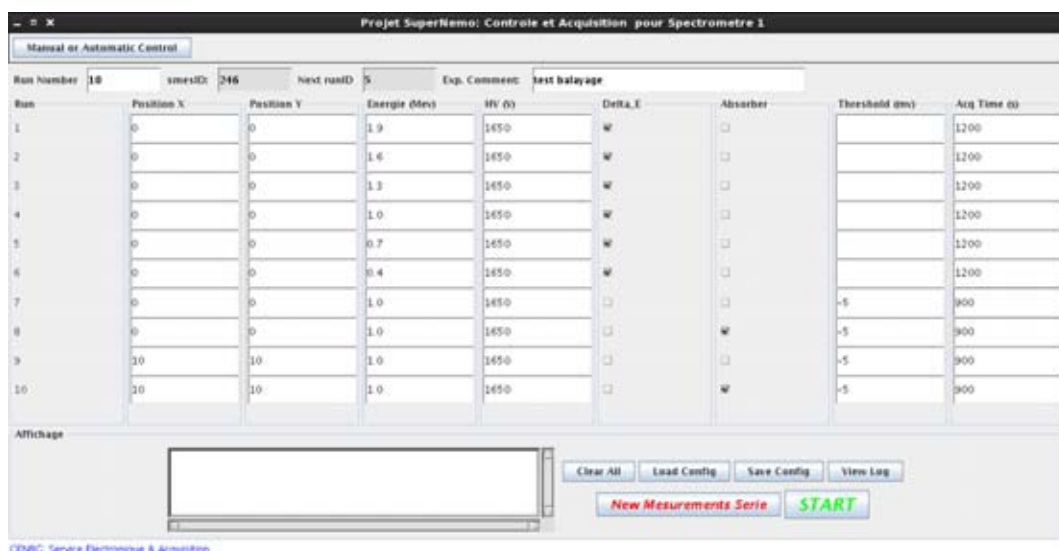 Projet SuperNemo: Controle et Acquisition pour Spectrometre 1
Manual or Automatic Control
Run Number 10 smesID: 246 Next runID 5 Exp. Comment: test balayage
Run Position X Position Y Energie (Mev) HV (V) Delta_E Absorber Threshold (mv) Acq Time (s)
1 0 0 1.9 1650 1200
2 0 0 1.6 1650 1200
3 0 0 1.3 1650 1200
4 0 0 1.0 1650 1200
5 0 0 0.7 1650 1200
6 0 0 0.4 1650 1200
7 0 0 1.0 1650 -5 900
8 0 0 1.0 1650 -5 900
9 10 10 1.0 1650 -5 900
10 10 10 1.0 1650 -5 900
Affichage
Clear All Load Config Save Config View Log
New Mesurements Serie START
CENBG: Service Electronique & Acquisition